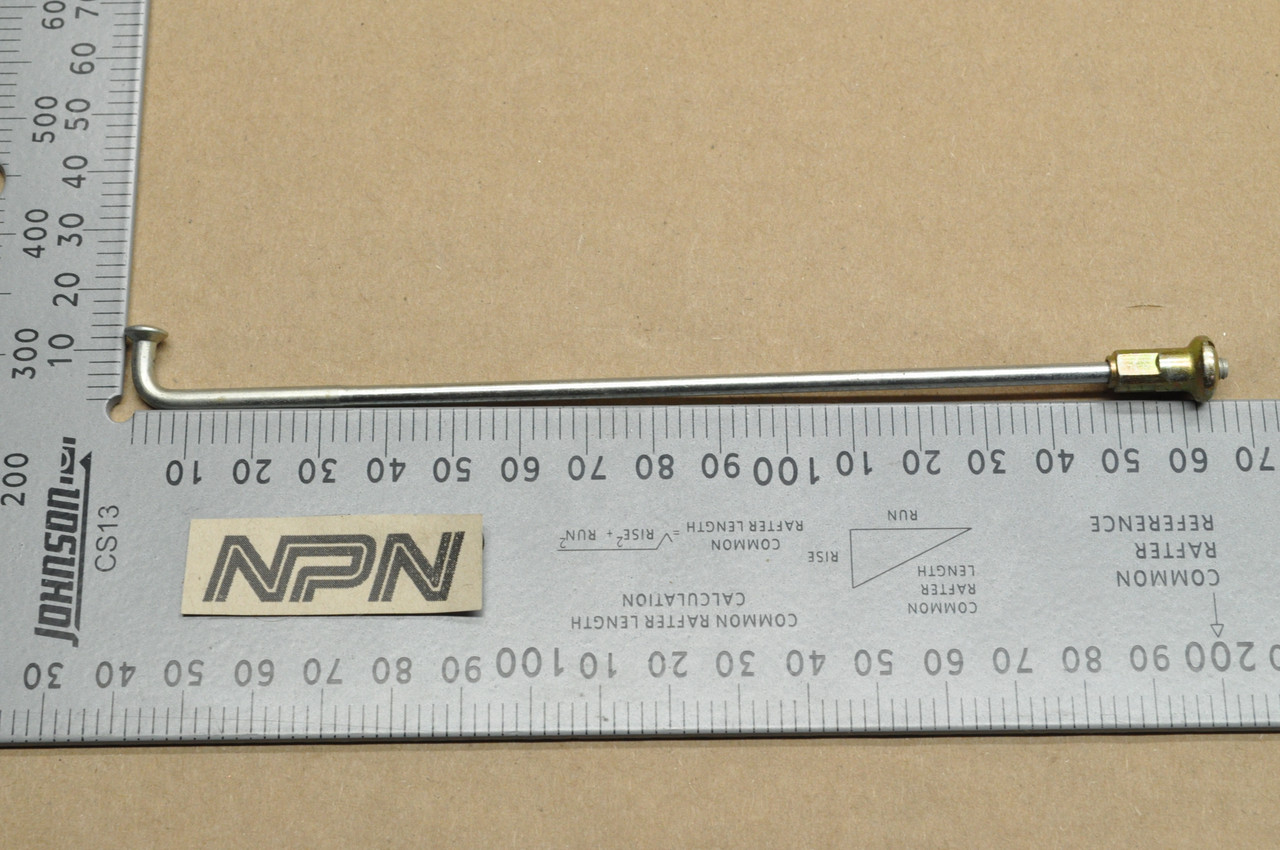 60 7
60
500 50
40
400 30
20
300 10
200
JOHNSON
CS13
10 20 30 40 50 60 70 80 90 100 10 20 30 40 50 60 70
NPN
COMMON
RAFTER LENGTH
= √RISE² + RUN²
COMMON RAFTER LENGTH
CALCULATION
RUN
RISE
COMMON
RAFTER
LENGTH
COMMON
RAFTER
REFERENCE
30 40 50 60 70 80 90 100 10 20 30 40 50 60 70 80 90 200